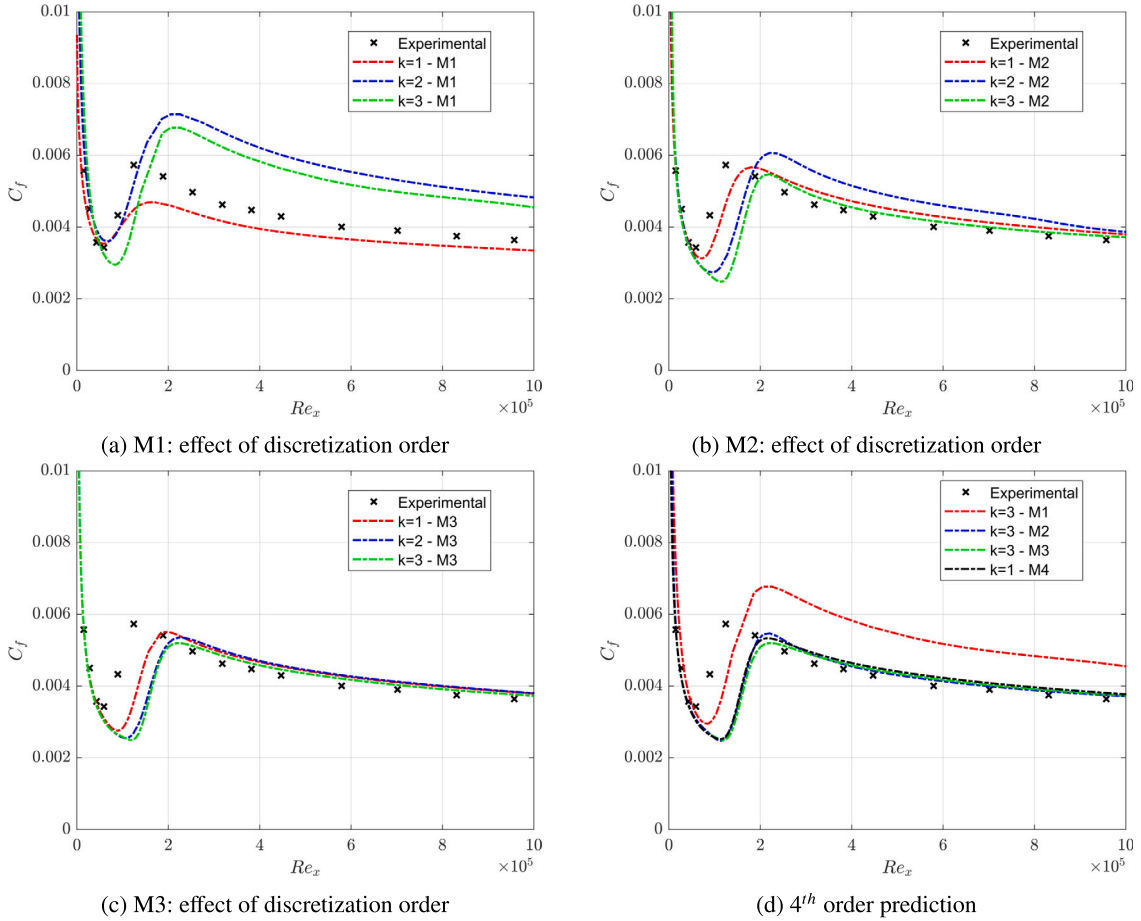 0.01
0.008
0.006
0.004
0.002
0
C_f
Experimental
k=1 - M1
k=2 - M1
k=3 - M1
0 2 4 6 8 10
Re_x
×10^5
(a) M1: effect of discretization order
0.01
0.008
0.006
0.004
0.002
0
C_f
Experimental
k=1 - M2
k=2 - M2
k=3 - M2
0 2 4 6 8 10
Re_x
×10^5
(b) M2: effect of discretization order
0.01
0.008
0.006
0.004
0.002
0
C_f
Experimental
k=1 - M3
k=2 - M3
k=3 - M3
0 2 4 6 8 10
Re_x
×10^5
(c) M3: effect of discretization order
0.01
0.008
0.006
0.004
0.002
0
C_f
Experimental
k=3 - M1
k=3 - M2
k=3 - M3
k=1 - M4
0 2 4 6 8 10
Re_x
×10^5
(d) 4^th order prediction